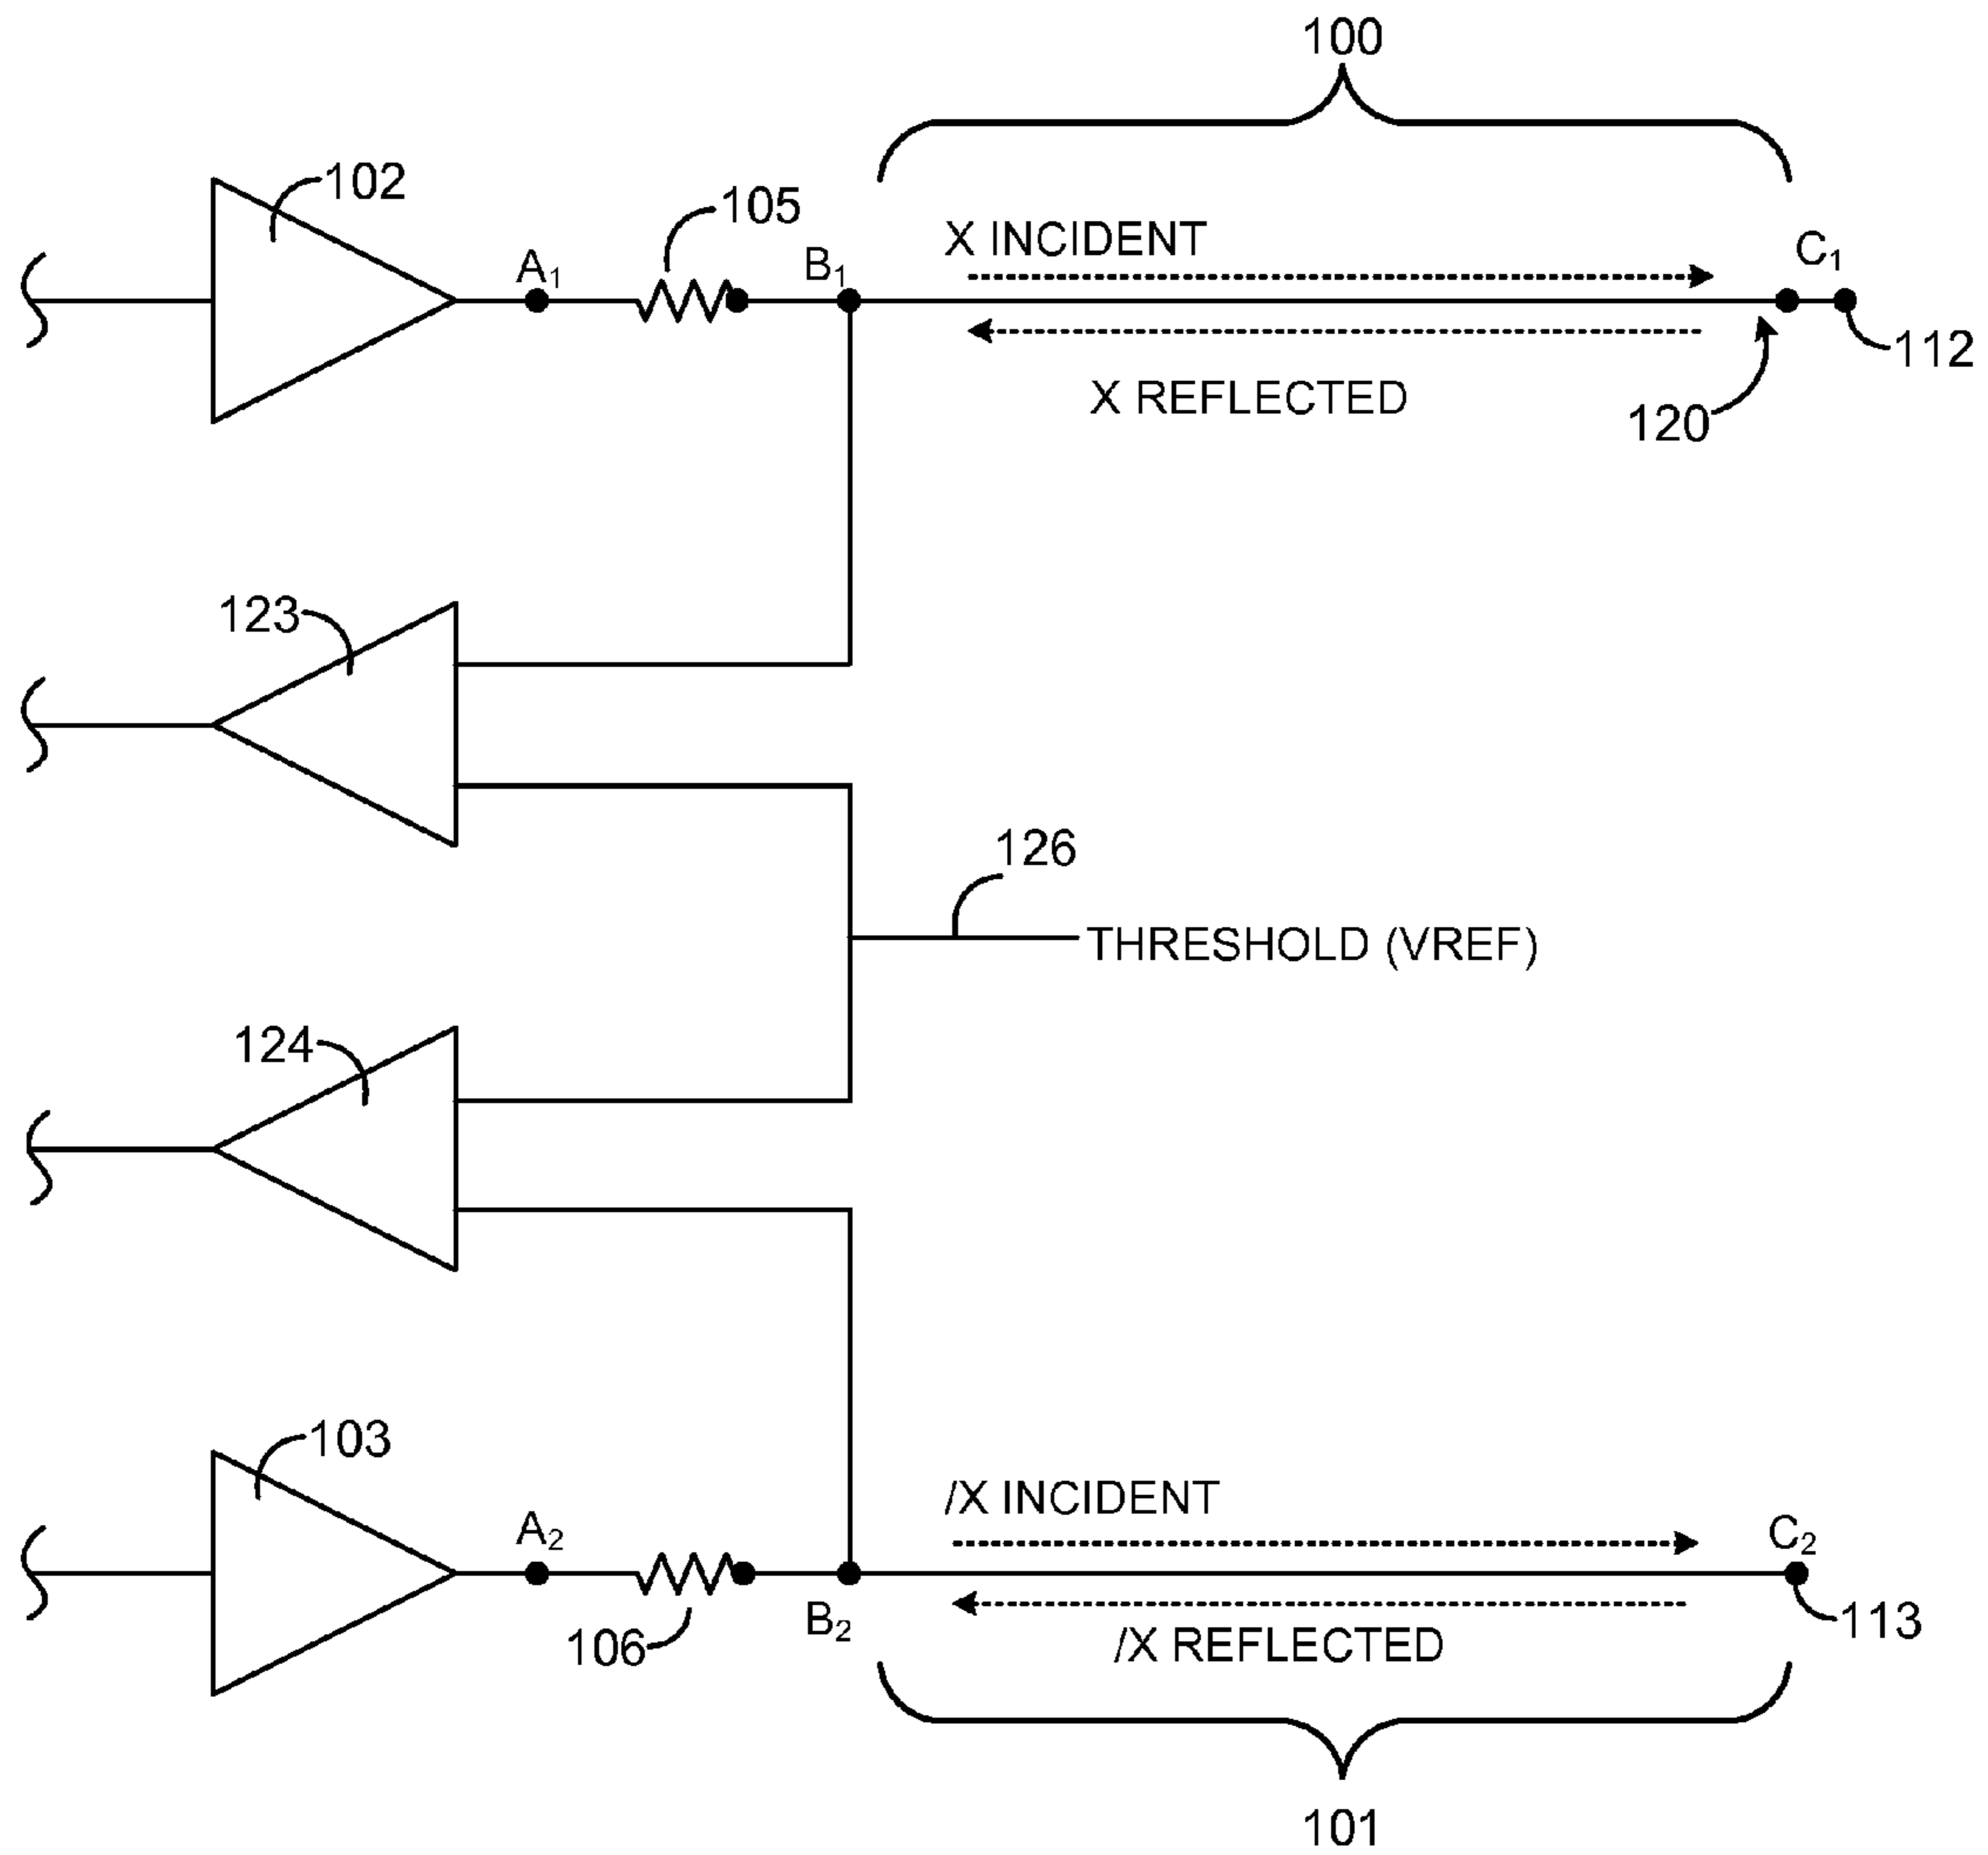 100
102
105
X INCIDENT
A1
B1
C1
112
X REFLECTED
120
123
126
THRESHOLD (VREF)
124
103
/X INCIDENT
A2
C2
106
B2
113
/X REFLECTED
101